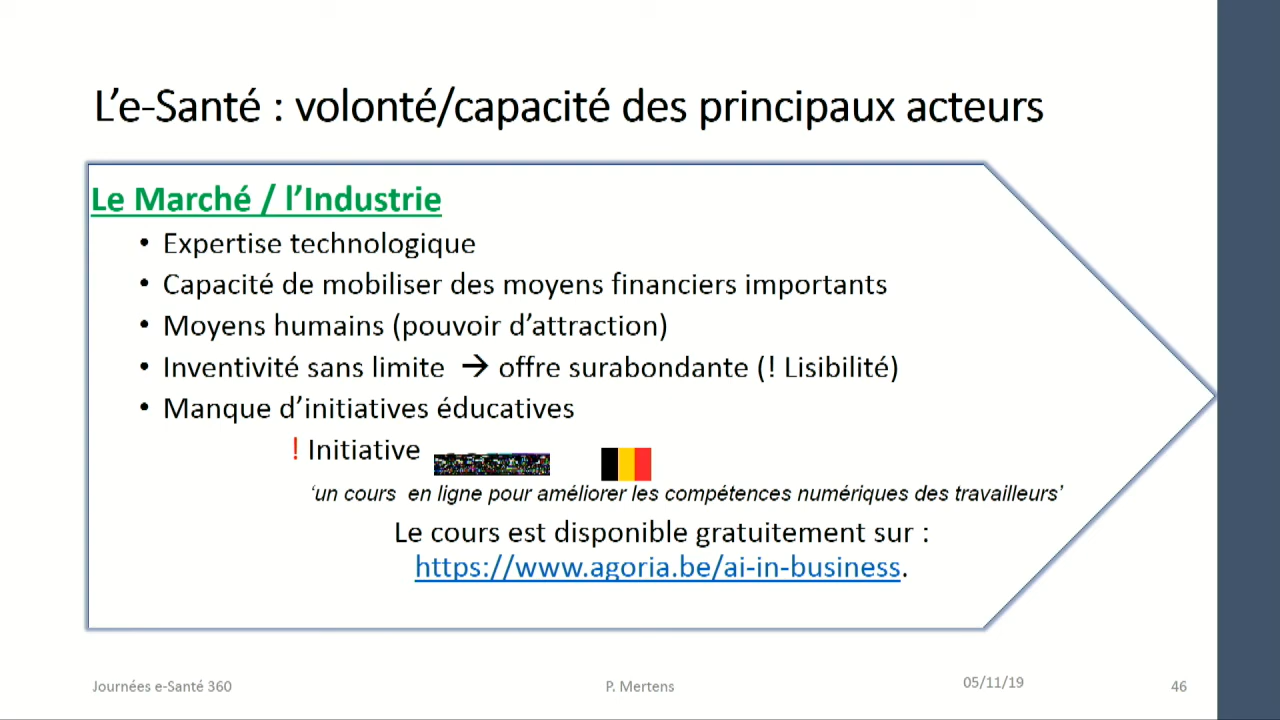 L'e-Santé : volonté/capacité des principaux acteurs
Le Marché / l'Industrie
• Expertise technologique
• Capacité de mobiliser des moyens financiers importants
• Moyens humains (pouvoir d'attraction)
• Inventivité sans limite → offre surabondante (! Lisibilité)
• Manque d'initiatives éducatives
! Initiative
'un cours en ligne pour améliorer les compétences numériques des travailleurs'
Le cours est disponible gratuitement sur :
https://www.agoria.be/ai-in-business.
Journées e-Santé 360
P. Mertens
05/11/19
46